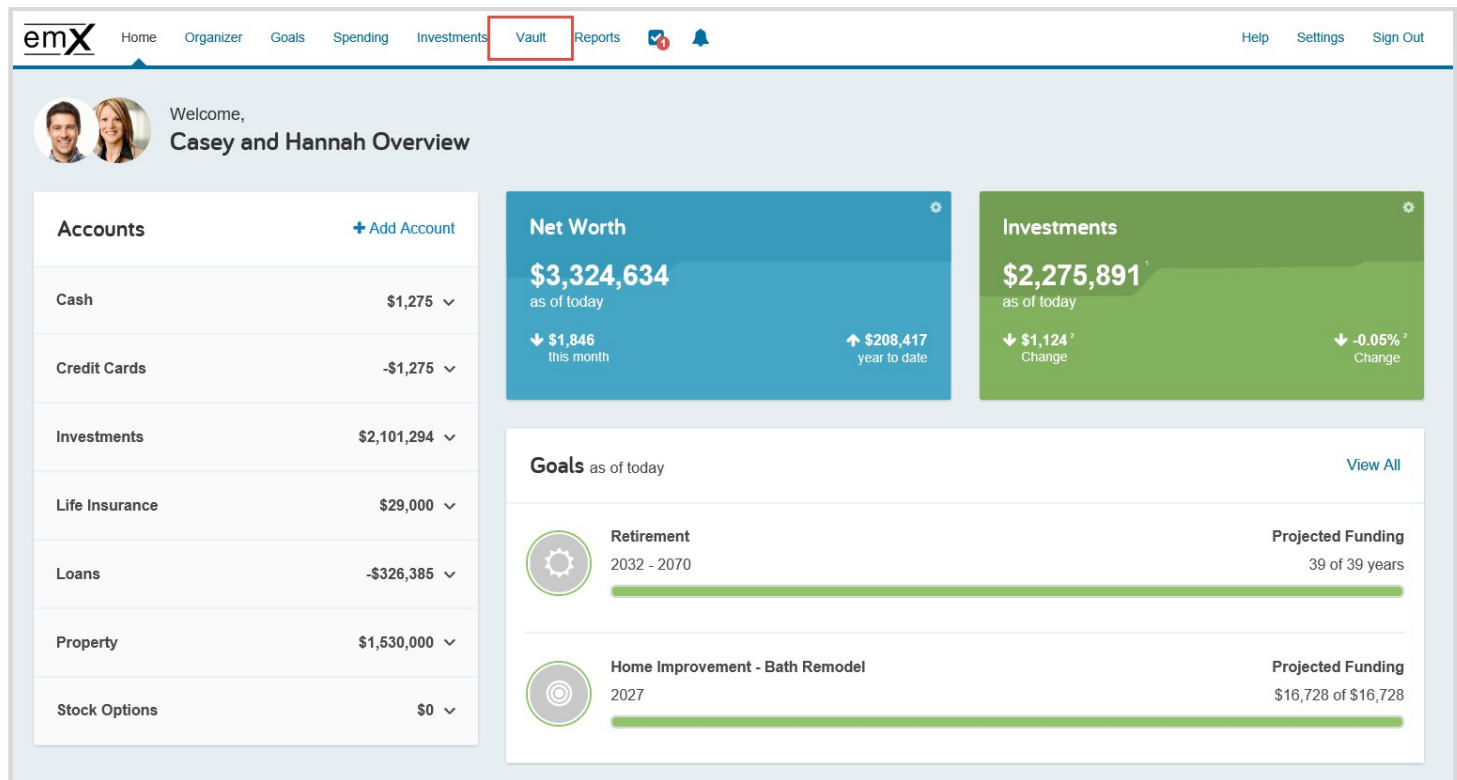 emX Home Organizer Goals Spending Investments Vault Reports 1 Help Settings Sign Out
Welcome,
Casey and Hannah Overview
Accounts + Add Account
Cash $1,275
Credit Cards -$1,275
Investments $2,101,294
Life Insurance $29,000
Loans -$326,385
Property $1,530,000
Stock Options $0
Net Worth
$3,324,634
as of today
$1,846 $208,417
this month year to date
Investments
$2,275,891 1
as of today
$1,124 2 -0.05% 2
Change Change
Goals as of today View All
Retirement Projected Funding
2032 - 2070 39 of 39 years
Home Improvement - Bath Remodel Projected Funding
2027 $16,728 of $16,728